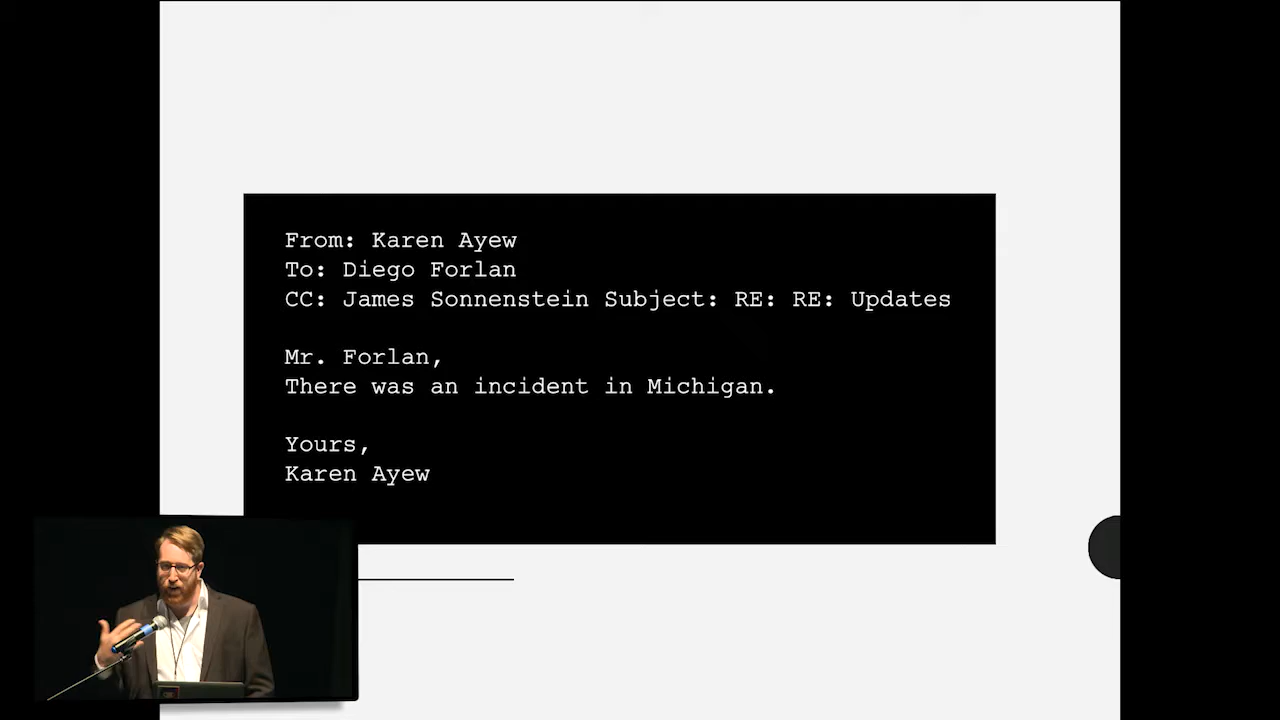 From: Karen Ayew
To: Diego Forlan
CC: James Sonnenstein Subject: RE: RE: Updates
Mr. Forlan,
There was an incident in Michigan.
Yours,
Karen Ayew